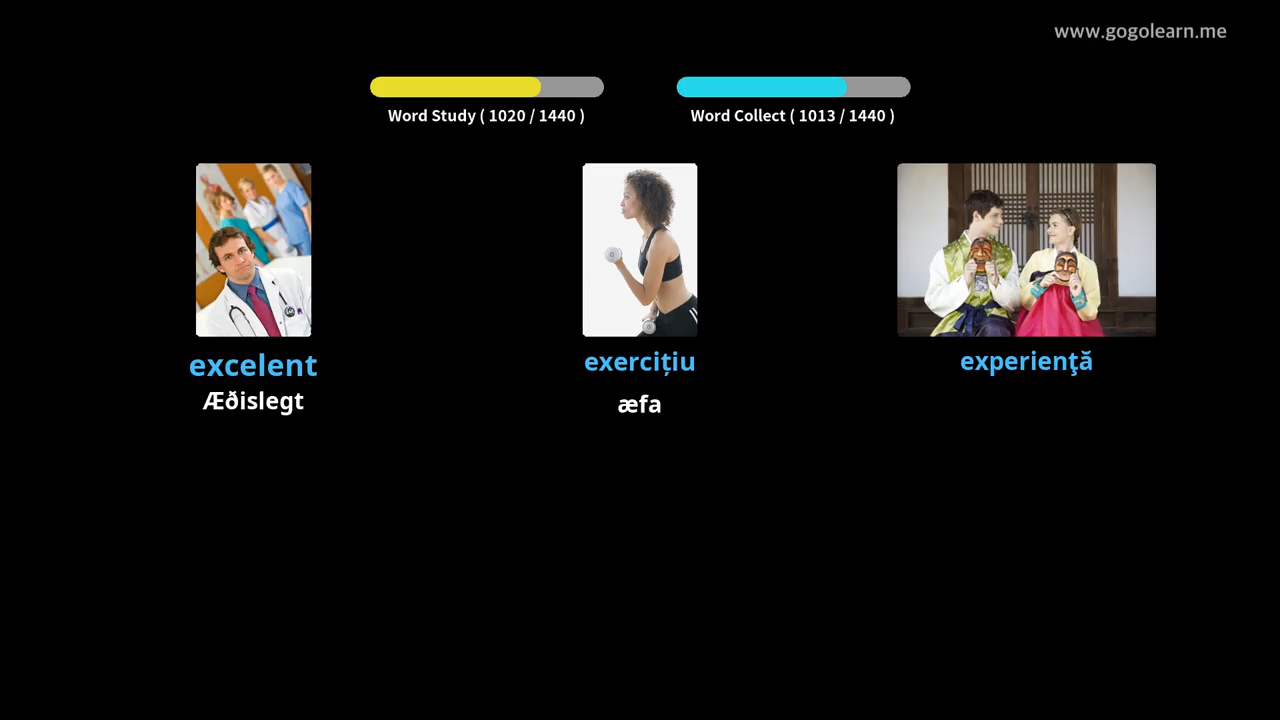 www.gogolearn.me
Word Study ( 1020 / 1440 )
Word Collect ( 1013 / 1440 )
excelent
exercițiu
experienţă
Æðislegt
æfa